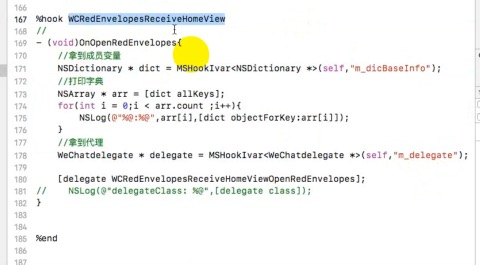 166
167 %hook WCRedEnvelopesReceiveHomeView
168 //
169 - (void)OnOpenRedEnvelopes{
170 //拿到成员变量
171 NSDictionary * dict = MSHookIvar<NSDictionary *>(self,"m_dicBaseInfo");
172 //打印字典
173 NSArray * arr = [dict allKeys];
174 for(int i = 0;i < arr.count ;i++){
175 NSLog(@"%@:%@",arr[i],[dict objectForKey:arr[i]]);
176 }
177 //拿到代理
178 WeChatdelegate * delegate = MSHookIvar<WeChatdelegate *>(self,"m_delegate");
179
180 [delegate WCRedEnvelopesReceiveHomeViewOpenRedEnvelopes];
181 // NSLog(@"delegateClass: %@",[delegate class]);
182 }
183
184
185 %end
186
187